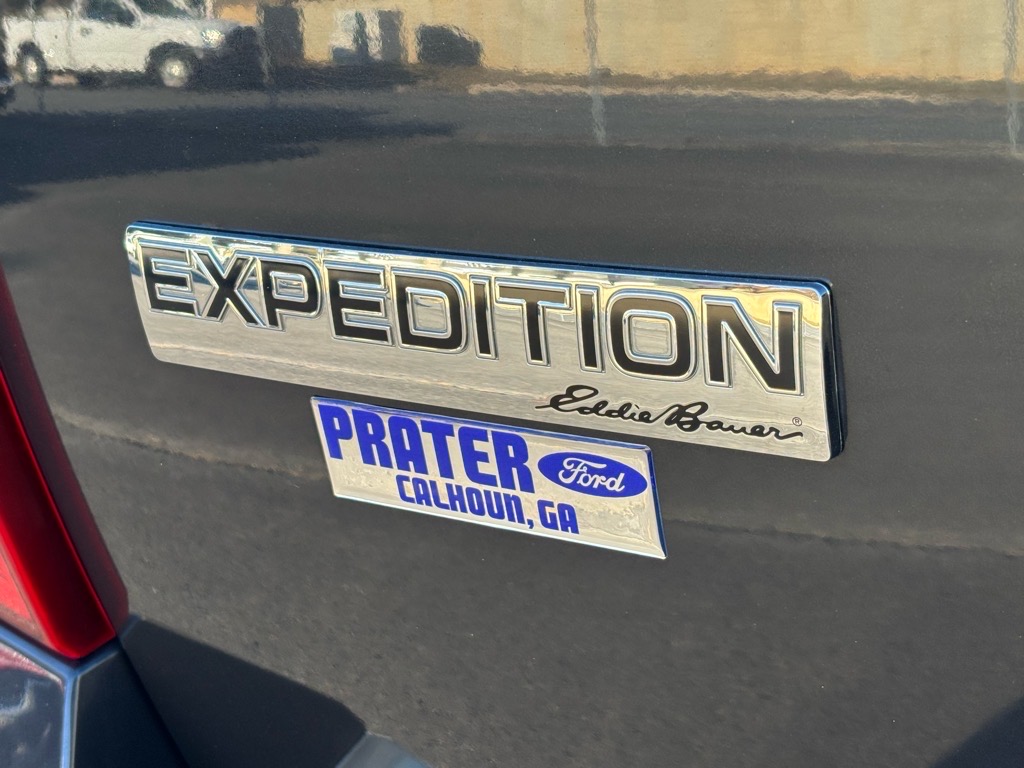 EXPEDITION
Eddie Bauer®
PRATER Ford
CALHOUN, GA